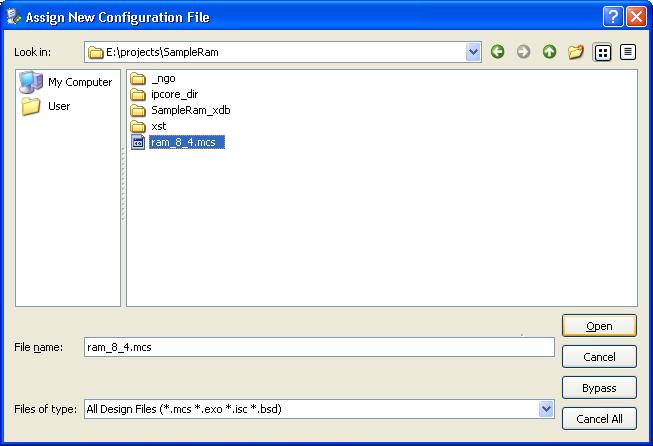 Assign New Configuration File
Look in: E:\projects\SampleRam
My Computer
User
_ngo
ipcore_dir
SampleRam_xdb
xst
ram_8_4.mcs
Open
File name: ram_8_4.mcs
Cancel
Bypass
Files of type: All Design Files (*.mcs *.exo *.isc *.bsd)
Cancel All